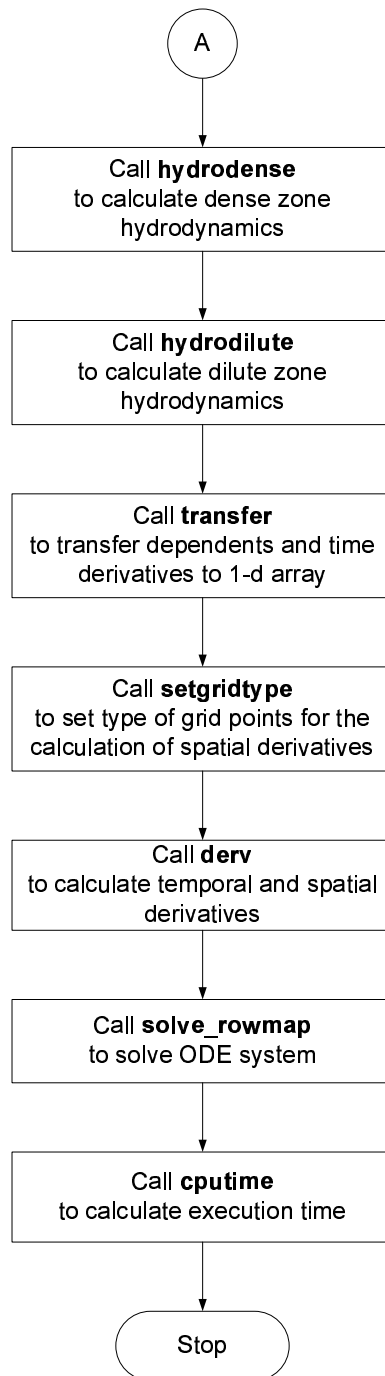 A
Call hydrodense
to calculate dense zone
hydrodynamics
Call hydrodilute
to calculate dilute zone
hydrodynamics
Call transfer
to transfer dependents and time
derivatives to 1-d array
Call setgridtype
to set type of grid points for the
calculation of spatial derivatives
Call derv
to calculate temporal and spatial
derivatives
Call solve_rowmap
to solve ODE system
Call cputime
to calculate execution time
Stop